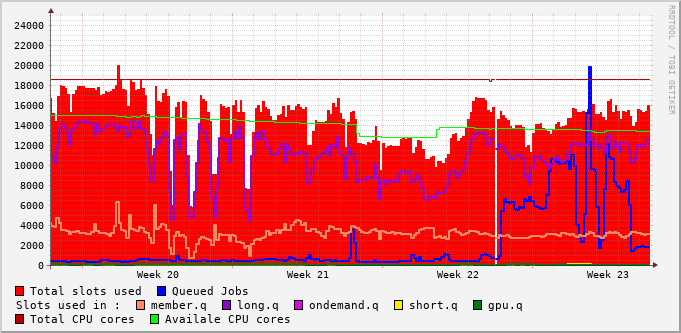 RRDTOOL / TOBI OETIKER
24000
22000
20000
18000
16000
14000
12000
10000
8000
6000
4000
2000
0
Week 20 Week 21 Week 22 Week 23
Total slots used Queued Jobs
Slots used in : member.q long.q ondemand.q short.q gpu.q
Total CPU cores Availale CPU cores